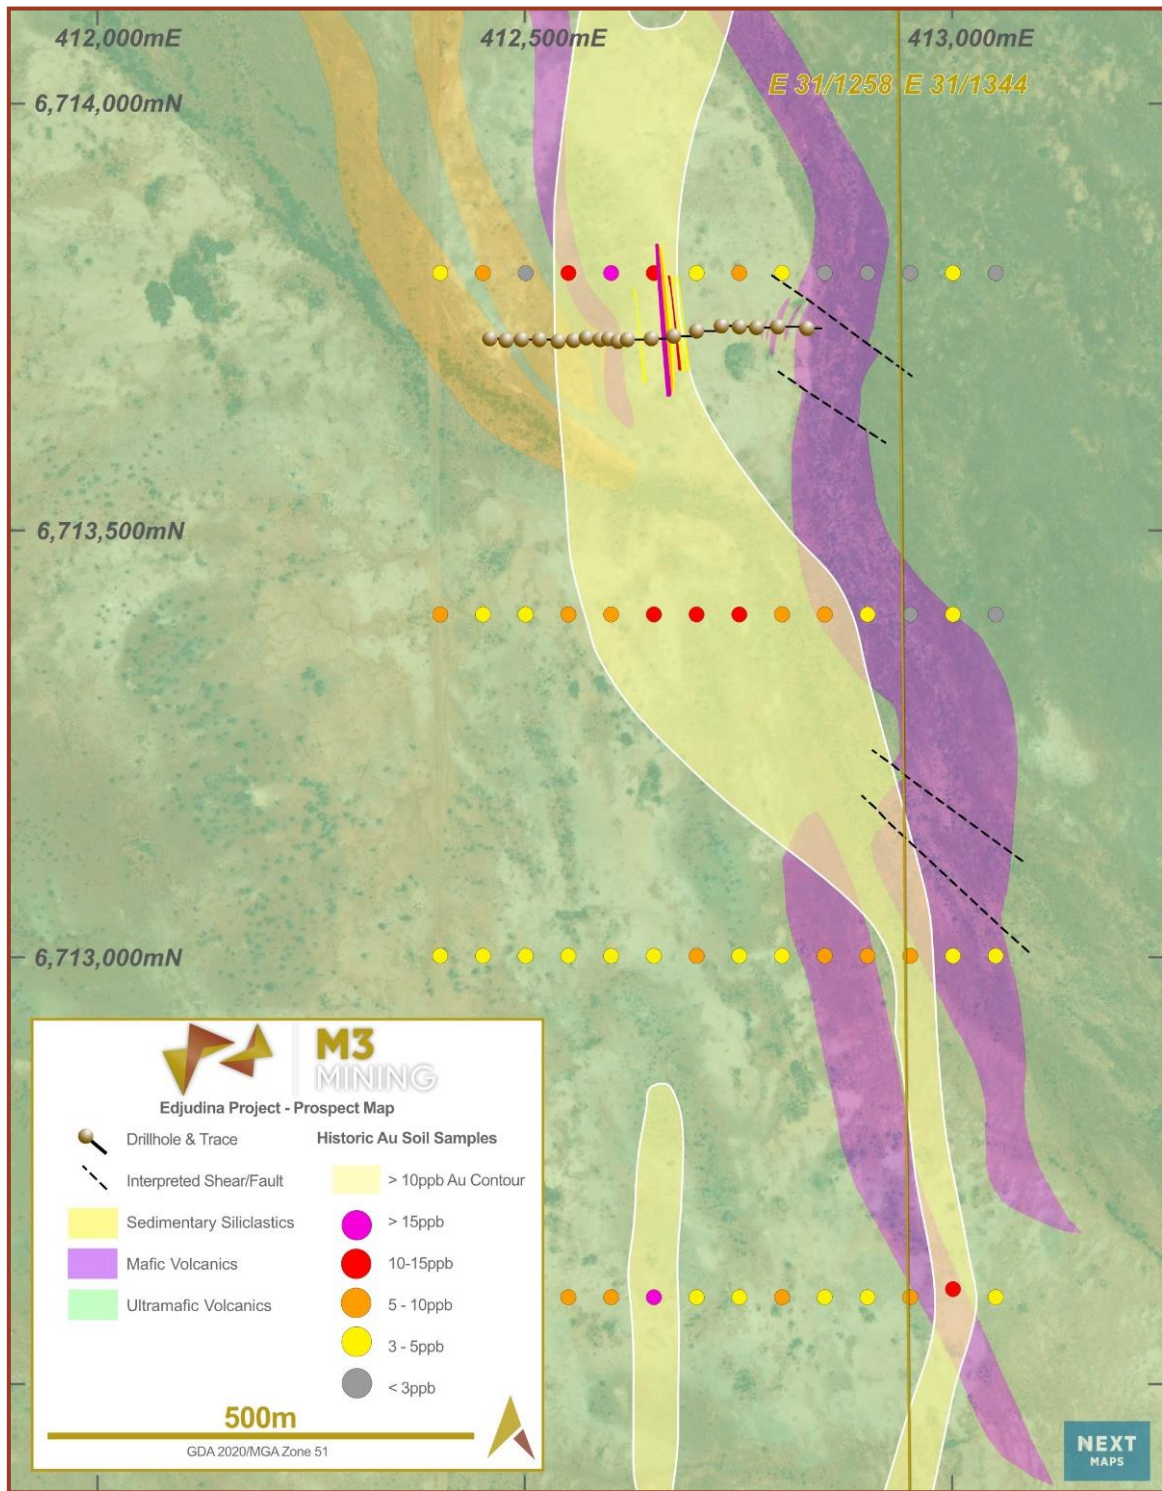 412,000mE
412,500mE
413,000mE
E 31/1258 E 31/1344
6,714,000mN
6,713,500mN
6,713,000mN
M3
MINING
Edjudina Project - Prospect Map
Drillhole & Trace
Interpreted Shear/Fault
Sedimentary Siliclastics
Mafic Volcanics
Ultramafic Volcanics
Historic Au Soil Samples
> 10ppb Au Contour
> 15ppb
10-15ppb
5 - 10ppb
3 - 5ppb
< 3ppb
500m
GDA 2020/MGA Zone 51
NEXT
MAPS